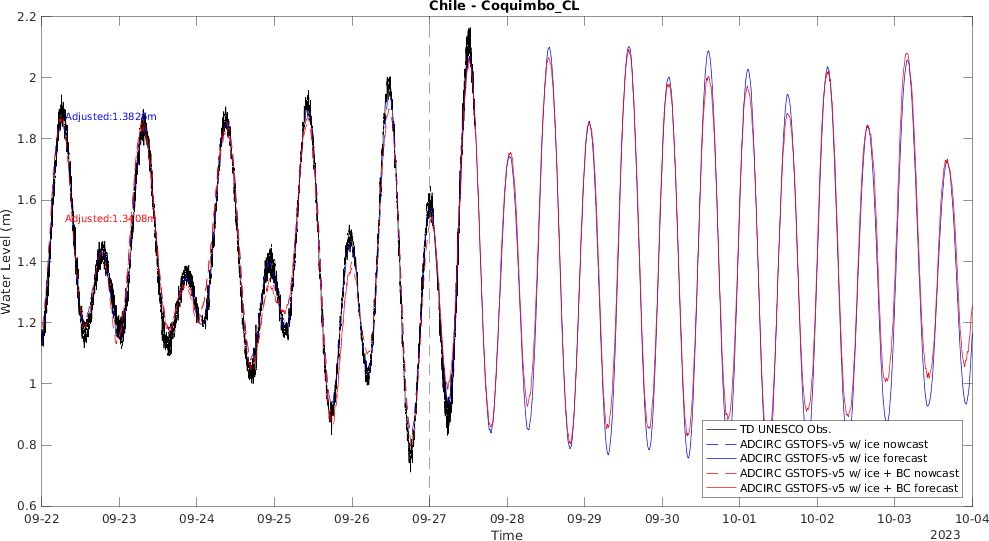 Chile - Coquimbo_CL
2.2
2
1.8
1.6
1.4
1.2
1
0.8
0.6
Water Level (m)
Adjusted:1.382
Adjusted:1.3408m
TD UNESCO Obs.
ADCIRC GSTOFS-v5 w/ ice nowcast
ADCIRC GSTOFS-v5 w/ ice forecast
ADCIRC GSTOFS-v5 w/ ice + BC nowcast
ADCIRC GSTOFS-v5 w/ ice + BC forecast
09-22 09-23 09-24 09-25 09-26 09-27 09-28 09-29 09-30 10-01 10-02 10-03 10-04
Time
2023